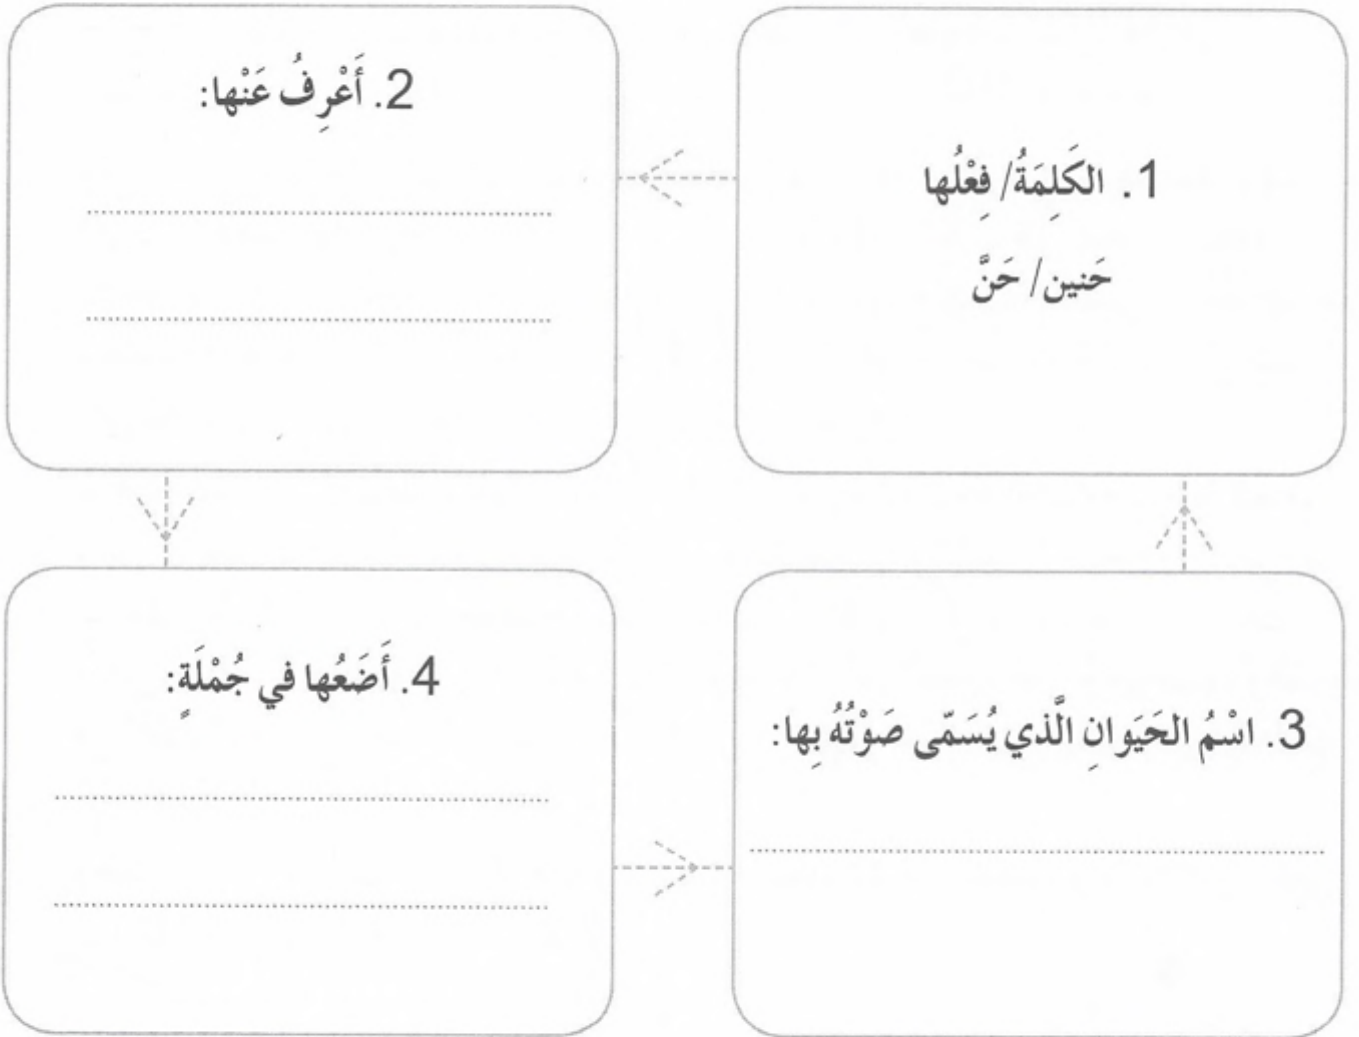 1. الكَلِمَةُ/ فِعْلُها
حَنين/ حَنَّ
2. أَعْرِفُ عَنْها:
3. اسْمُ الحَيَوانِ الَّذي يُسَمّى صَوْتُهُ بِها:
4. أَضَعُها في جُمْلَةٍ: